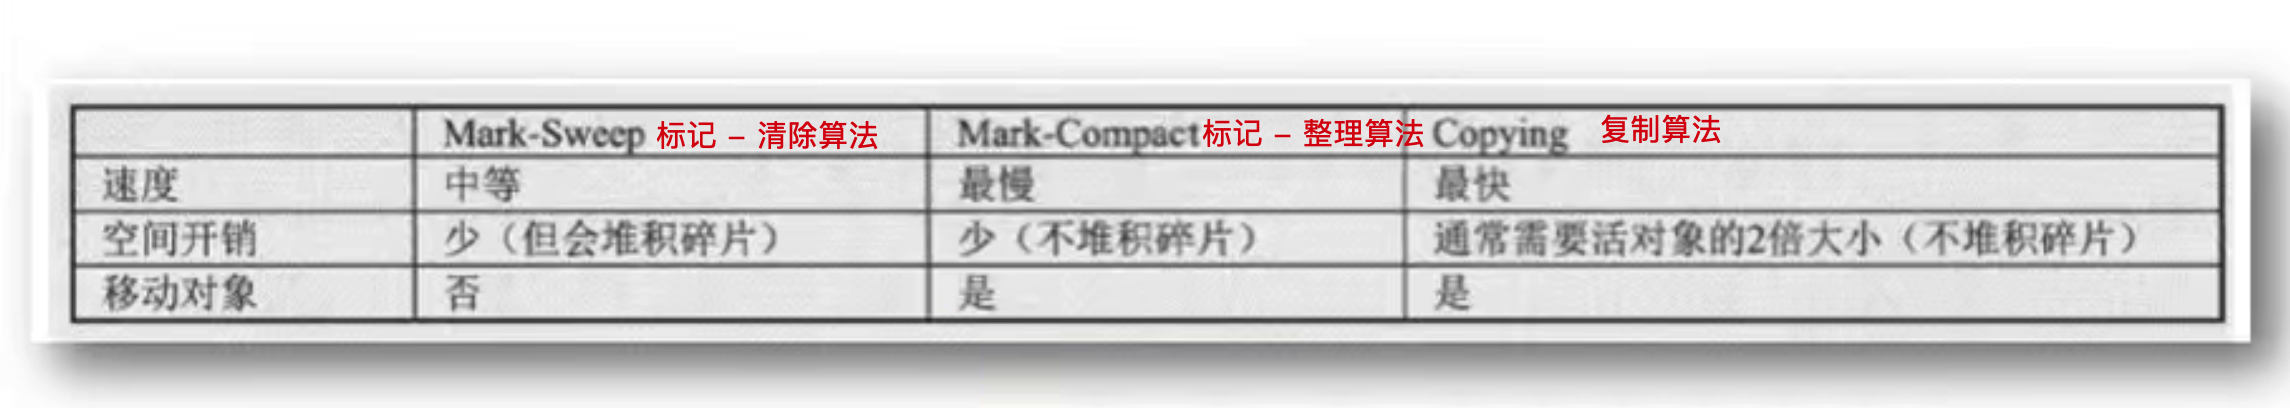 Mark-Sweep 标记 – 清除算法 Mark-Compact 标记 – 整理算法 Copying 复制算法
速度 中等 最慢 最快
空间开销 少（但会堆积碎片） 少（不堆积碎片） 通常需要活对象的2倍大小（不堆积碎片）
移动对象 否 是 是